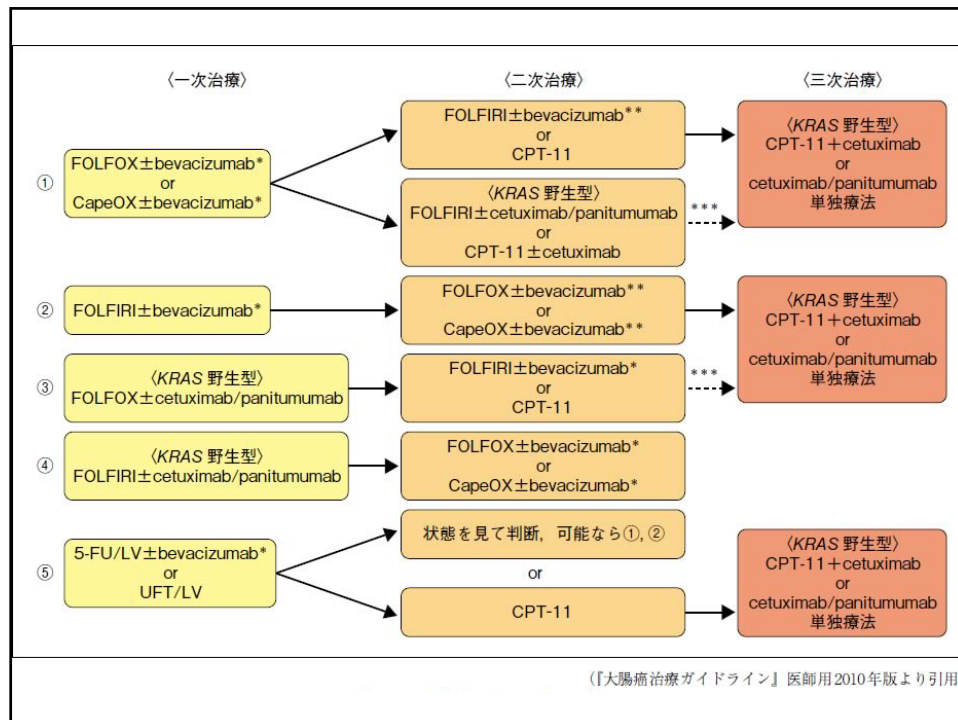 〈一次治療〉
〈二次治療〉
〈三次治療〉
①
FOLFOX±bevacizumab*
or
CapeOX±bevacizumab*
FOLFIRI±bevacizumab**
or
CPT-11
〈KRAS 野生型〉
FOLFIRI±cetuximab/panitumumab
or
CPT-11±cetuximab
***
〈KRAS 野生型〉
CPT-11+cetuximab
or
cetuximab/panitumumab
単独療法
②
FOLFIRI±bevacizumab*
FOLFOX±bevacizumab**
or
CapeOX±bevacizumab**
〈KRAS 野生型〉
CPT-11+cetuximab
or
cetuximab/panitumumab
単独療法
③
〈KRAS 野生型〉
FOLFOX±cetuximab/panitumumab
FOLFIRI±bevacizumab*
or
CPT-11
***
④
〈KRAS 野生型〉
FOLFIRI±cetuximab/panitumumab
FOLFOX±bevacizumab*
or
CapeOX±bevacizumab*
⑤
5-FU/LV±bevacizumab*
or
UFT/LV
状態を見て判断，可能なら①，②
or
CPT-11
〈KRAS 野生型〉
CPT-11+cetuximab
or
cetuximab/panitumumab
単独療法
(『大腸癌治療ガイドライン』医師用2010年版より引用